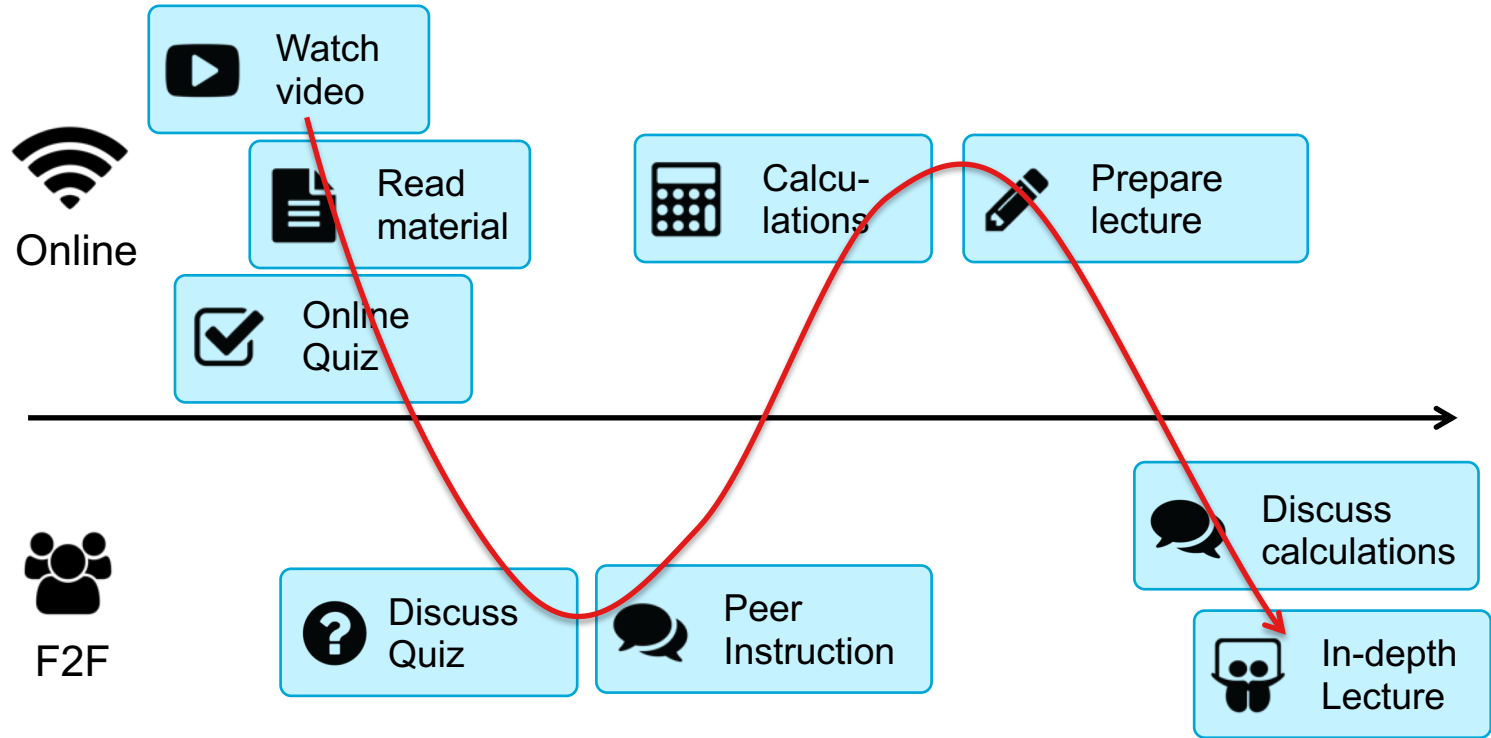 Watch
video
Online
Read
material
Online
Quiz
Calcu-
lations
Prepare
lecture
F2F
Discuss
Quiz
Peer
Instruction
Discuss
calculations
In-depth
Lecture